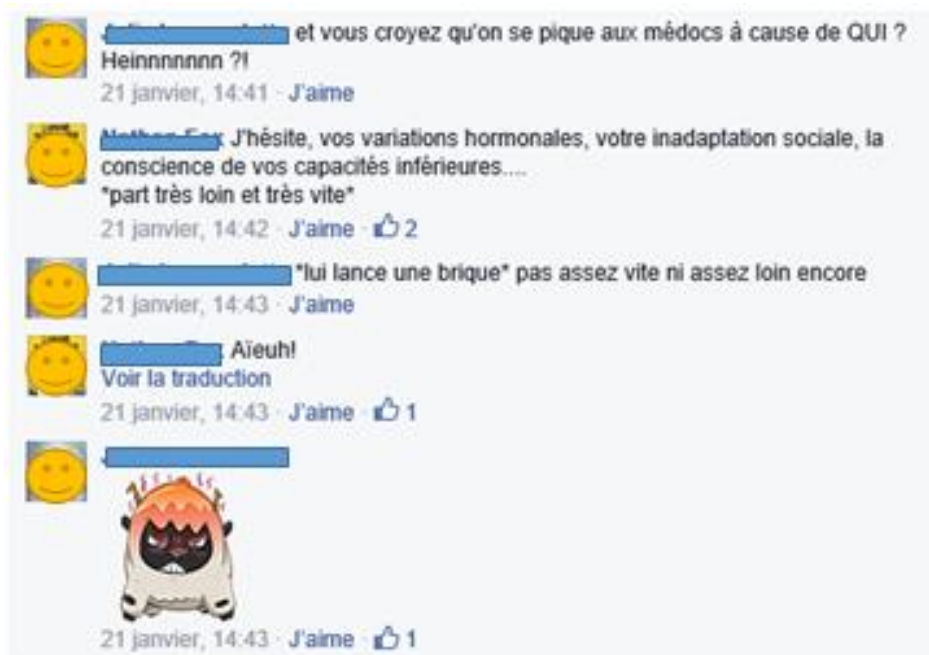 et vous croyez qu'on se pique aux médocs à cause de QUI ?
Heinnnnnnn ?!
21 janvier, 14:41 · J'aime
J'hésite, vos variations hormonales, votre inadaptation sociale, la
conscience de vos capacités inférieures....
*part très loin et très vite*
21 janvier, 14:42 · J'aime · 2
*lui lance une brique* pas assez vite ni assez loin encore
21 janvier, 14:43 · J'aime
Aïeuh!
Voir la traduction
21 janvier, 14:43 · J'aime · 1
21 janvier, 14:43 · J'aime · 1